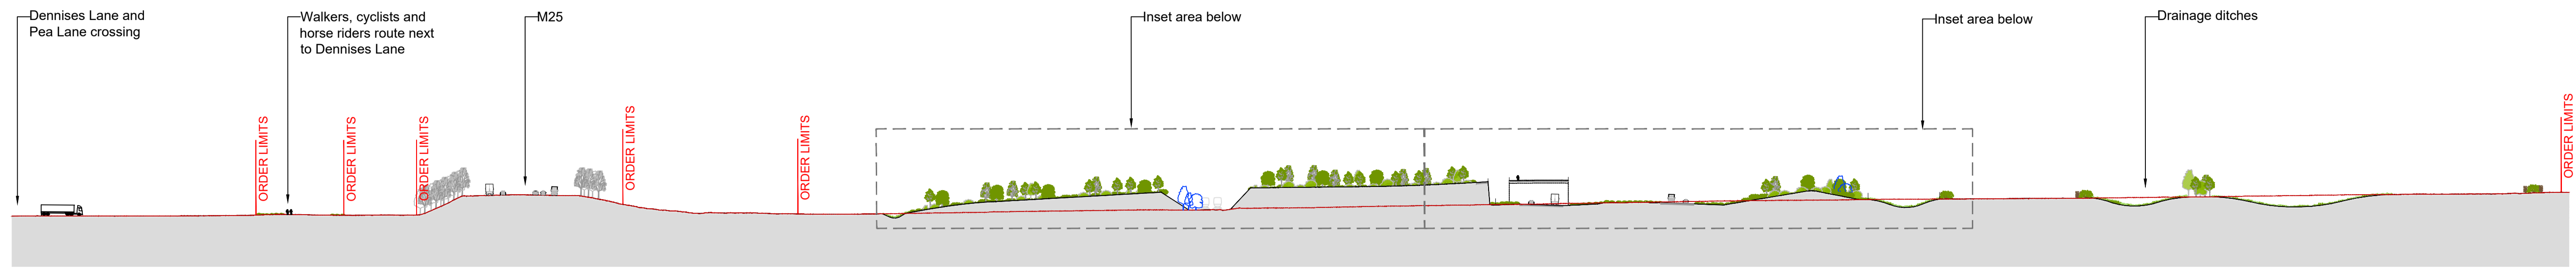 Dennises Lane and
Pea Lane crossing
Walkers, cyclists and
horse riders route next
to Dennises Lane
M25
Inset area below
Inset area below
Drainage ditches
ORDER LIMITS
ORDER LIMITS
ORDER LIMITS
ORDER LIMITS
ORDER LIMITS
ORDER LIMITS